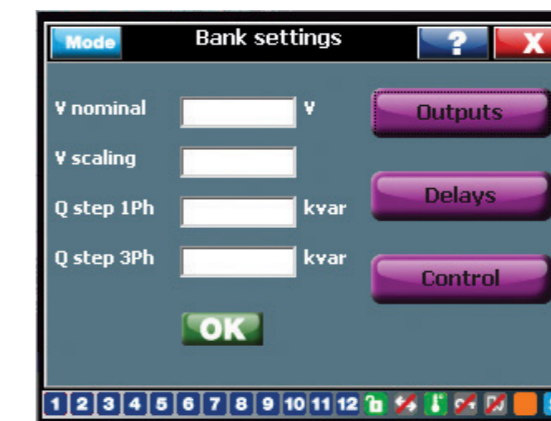 Mode Bank settings ? X
V nominal V Outputs
V scaling
Q step 1Ph kvar Delays
Q step 3Ph kvar Control
OK
1 2 3 4 5 6 7 8 9 10 11 12